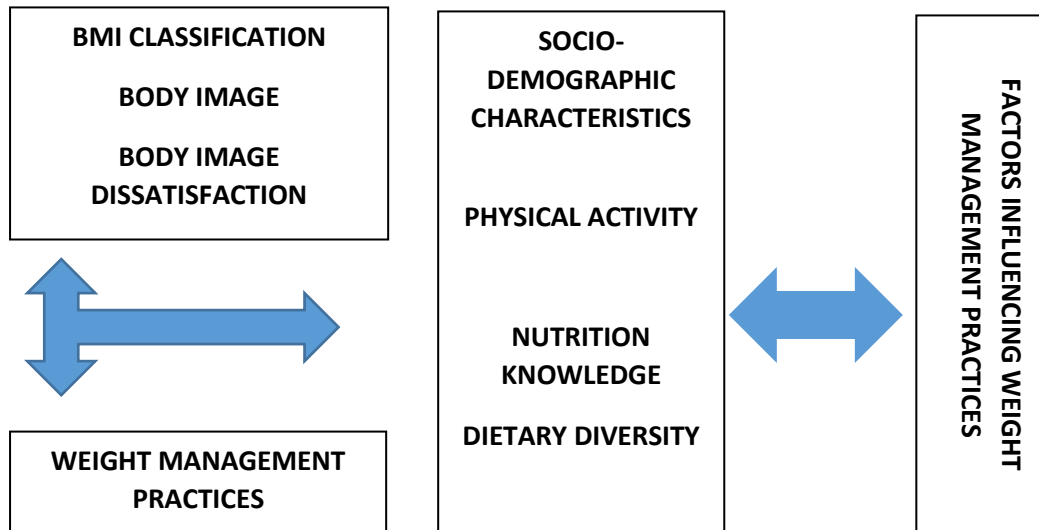 BMI CLASSIFICATION
BODY IMAGE
BODY IMAGE
DISSATISFACTION
WEIGHT MANAGEMENT
PRACTICES
SOCIO-
DEMOGRAPHIC
CHARACTERISTICS
PHYSICAL ACTIVITY
NUTRITION
KNOWLEDGE
DIETARY DIVERSITY
FACTORS INFLUENCING WEIGHT
MANAGEMENT PRACTICES